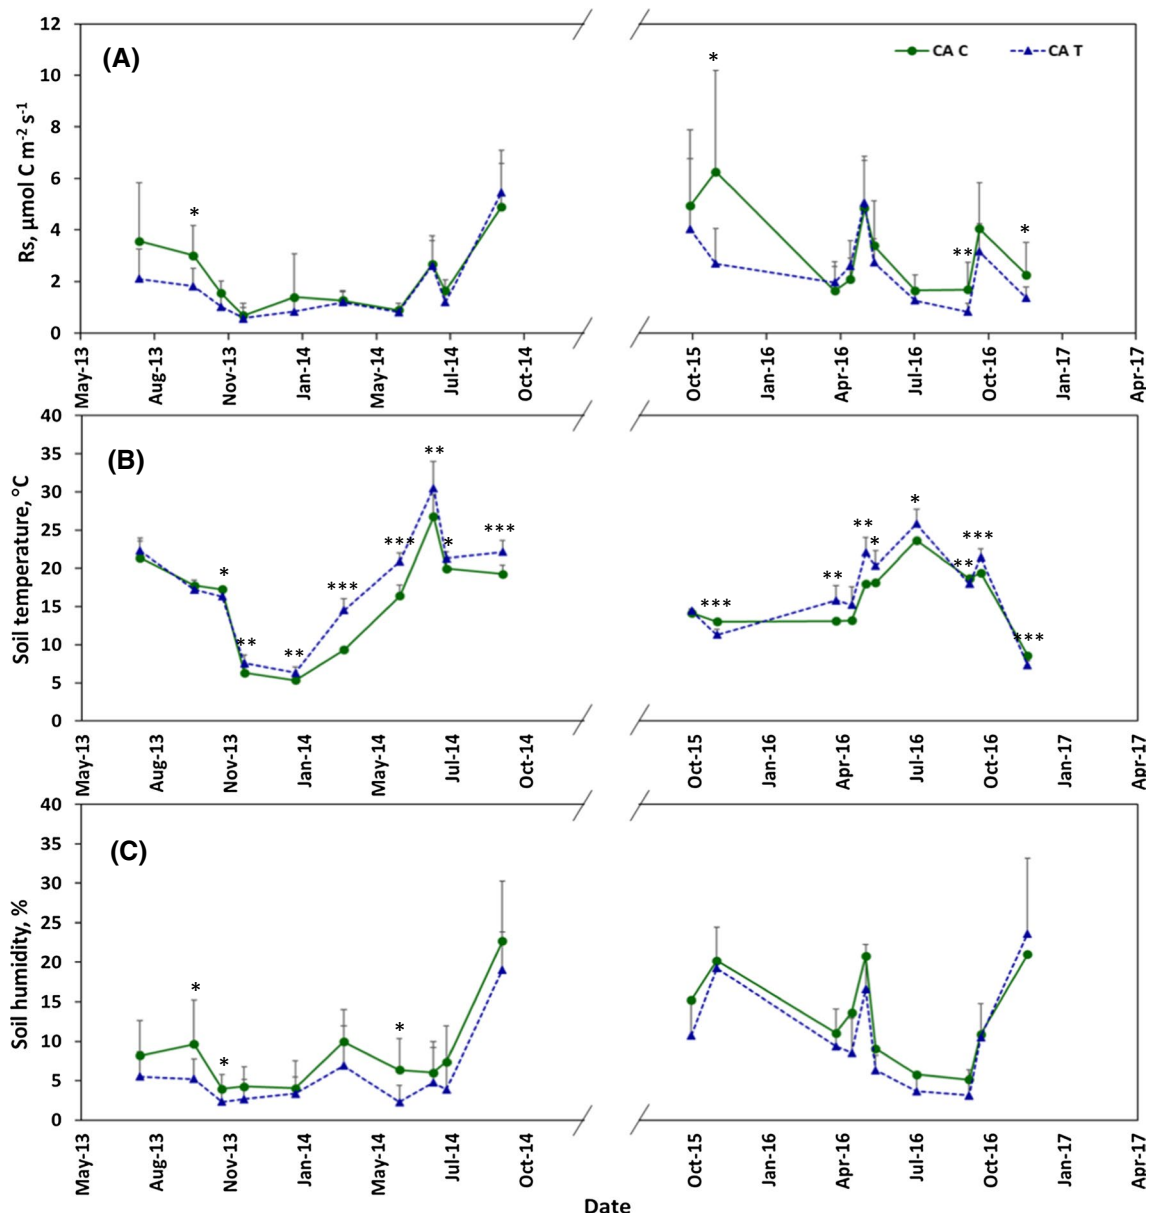 (A)
CA C
CA T
Rs, µmol C m-2 s-1
12
10
8
6
4
2
0
*
*
**
*
May-13
Aug-13
Nov-13
Jan-14
May-14
Jul-14
Oct-14
Oct-15
Jan-16
Apr-16
Jul-16
Oct-16
Jan-17
Apr-17
(B)
Soil temperature, °C
40
35
30
25
20
15
10
5
0
*
**
**
***
***
**
*
***
***
**
**
*
*
**
***
***
May-13
Aug-13
Nov-13
Jan-14
May-14
Jul-14
Oct-14
Oct-15
Jan-16
Apr-16
Jul-16
Oct-16
Jan-17
Apr-17
(C)
Soil humidity, %
40
35
30
25
20
15
10
5
0
*
*
*
May-13
Aug-13
Nov-13
Jan-14
May-14
Jul-14
Oct-14
Oct-15
Jan-16
Apr-16
Jul-16
Oct-16
Jan-17
Apr-17
Date